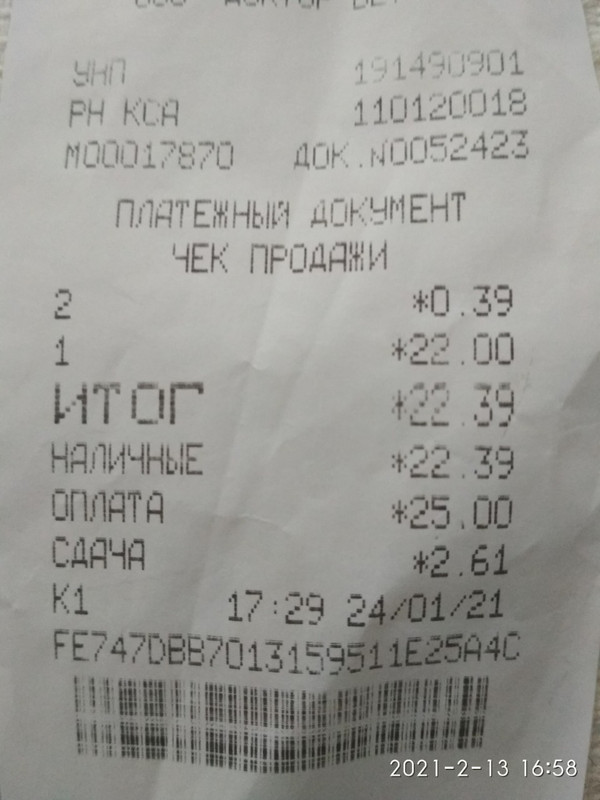 УНП 191490901
РН КСА 110120018
М00017870 ДОК.N0052423
ПЛАТЕЖНЫЙ ДОКУМЕНТ
ЧЕК ПРОДАЖИ
2 *0.39
1 *22.00
ИТОГ *22.39
НАЛИЧНЫЕ *22.39
ОПЛАТА *25.00
СДАЧА *2.61
К1 17:29 24/01/21
FE747DBB7013159511E25A4C
2021-2-13 16:58